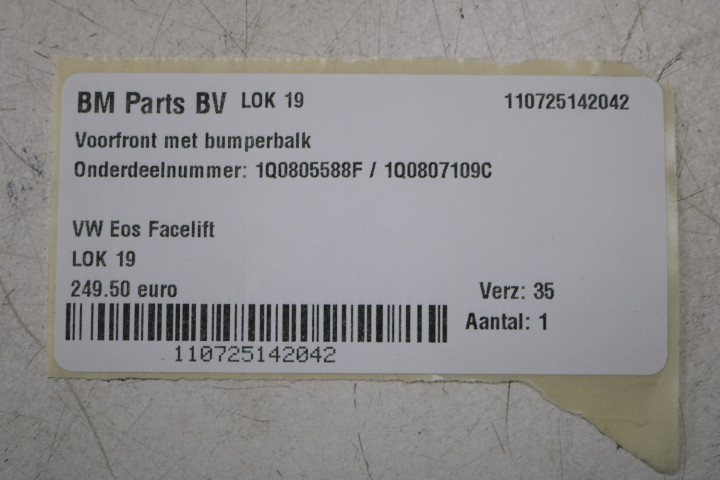 BM Parts BV LOK 19 110725142042
Voorfront met bumperbalk
Onderdeelnummer: 1Q0805588F / 1Q0807109C
VW Eos Facelift
LOK 19
249.50 euro Verz: 35
Aantal: 1
110725142042